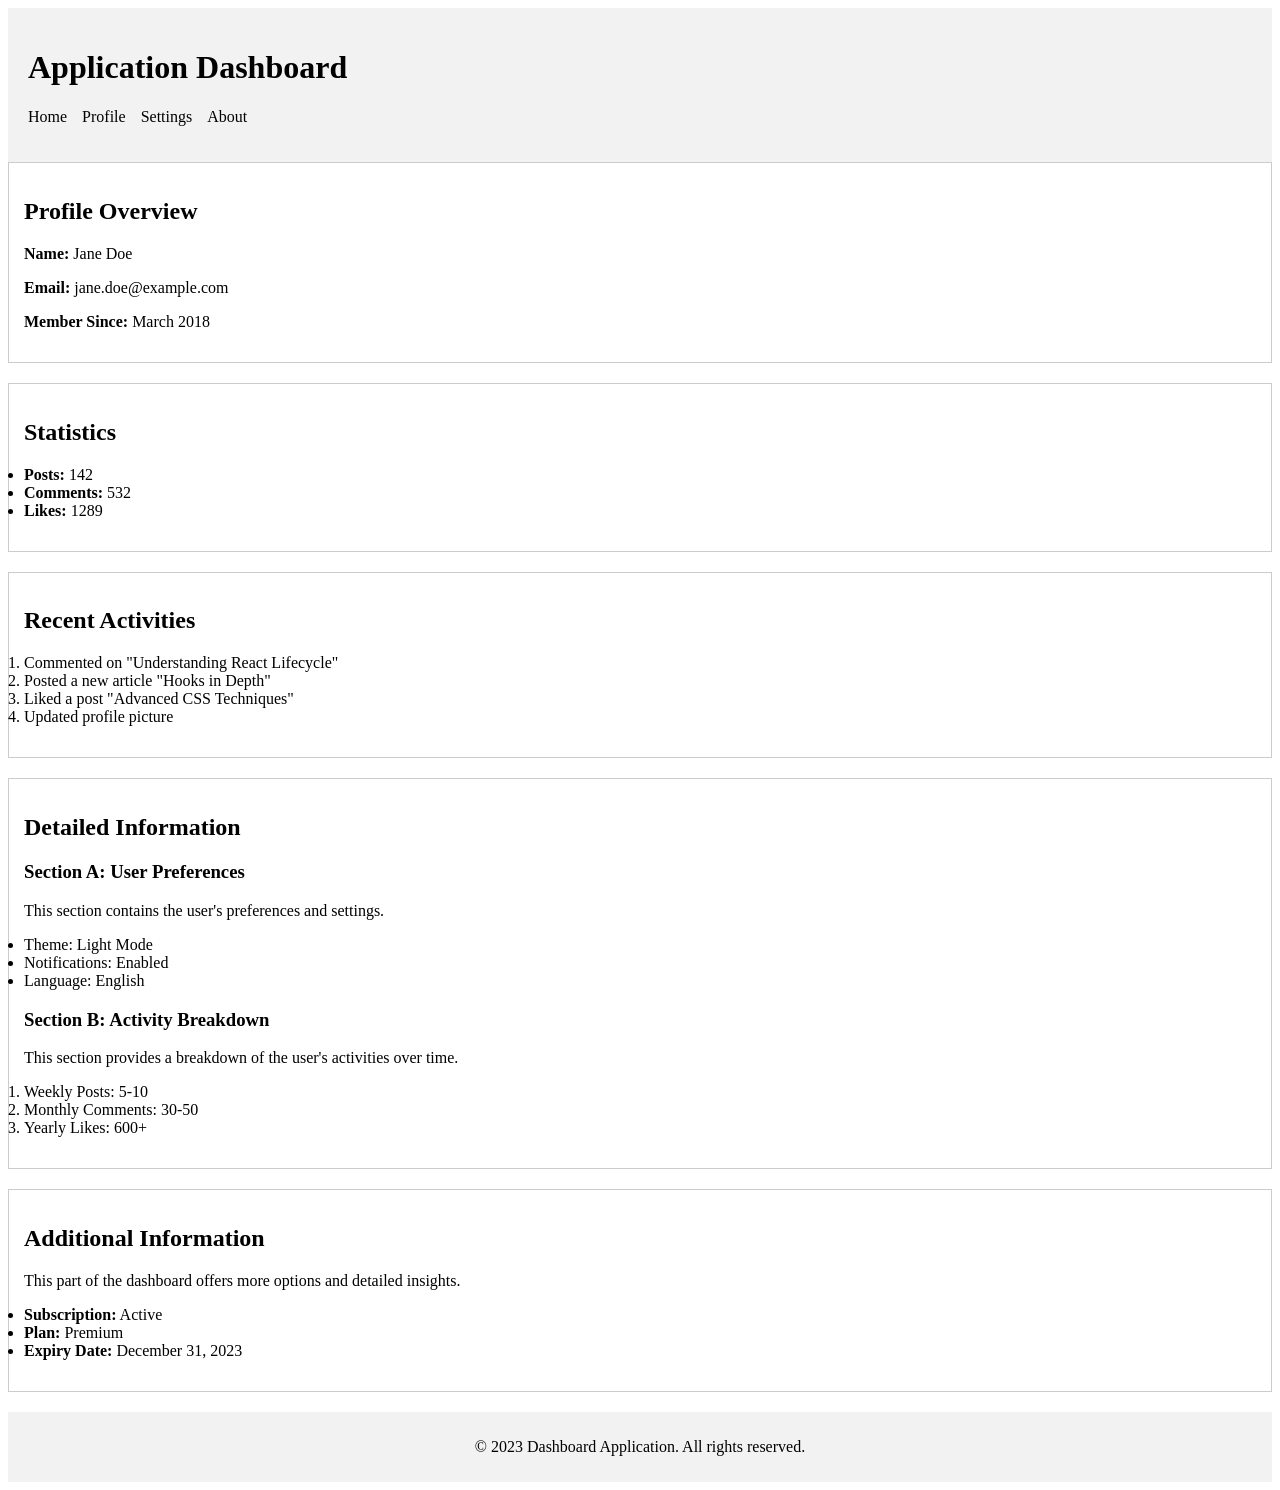 Application Dashboard
Home Profile Settings About
Profile Overview
Name: Jane Doe
Email: jane.doe@example.com
Member Since: March 2018
Statistics
• Posts: 142
• Comments: 532
• Likes: 1289
Recent Activities
1. Commented on "Understanding React Lifecycle"
2. Posted a new article "Hooks in Depth"
3. Liked a post "Advanced CSS Techniques"
4. Updated profile picture
Detailed Information
Section A: User Preferences
This section contains the user's preferences and settings.
• Theme: Light Mode
• Notifications: Enabled
• Language: English
Section B: Activity Breakdown
This section provides a breakdown of the user's activities over time.
1. Weekly Posts: 5-10
2. Monthly Comments: 30-50
3. Yearly Likes: 600+
Additional Information
This part of the dashboard offers more options and detailed insights.
• Subscription: Active
• Plan: Premium
• Expiry Date: December 31, 2023
© 2023 Dashboard Application. All rights reserved.